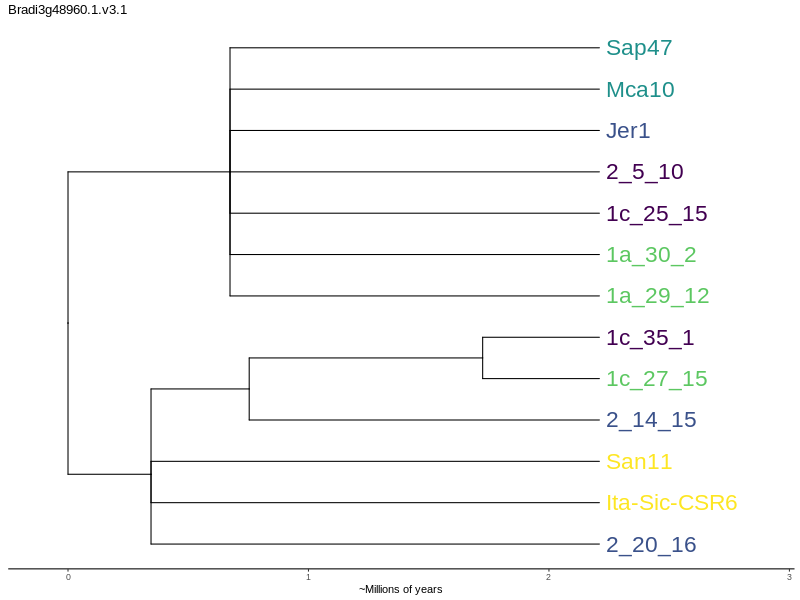 Bradi3g48960.1.v3.1
Sap47
Mca10
Jer1
2_5_10
1c_25_15
1a_30_2
1a_29_12
1c_35_1
1c_27_15
2_14_15
San11
Ita-Sic-CSR6
2_20_16
0 1 2 3
~Millions of years